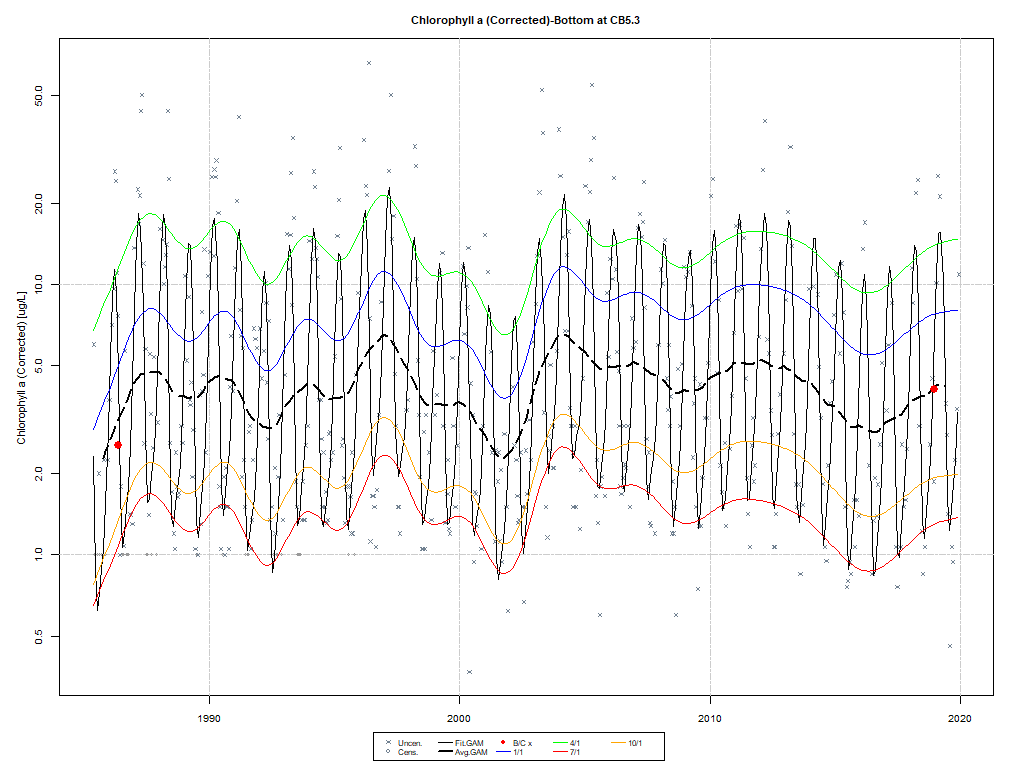 Chlorophyll a (Corrected)-Bottom at CB5.3
Chlorophyll a (Corrected) [ug/L]
50.0
20.0
10.0
5.0
2.0
1.0
0.5
1990 2000 2010 2020
Uncen. Fit.GAM B/C x 4/1 10/1
Cens. Avg.GAM 1/1 7/1